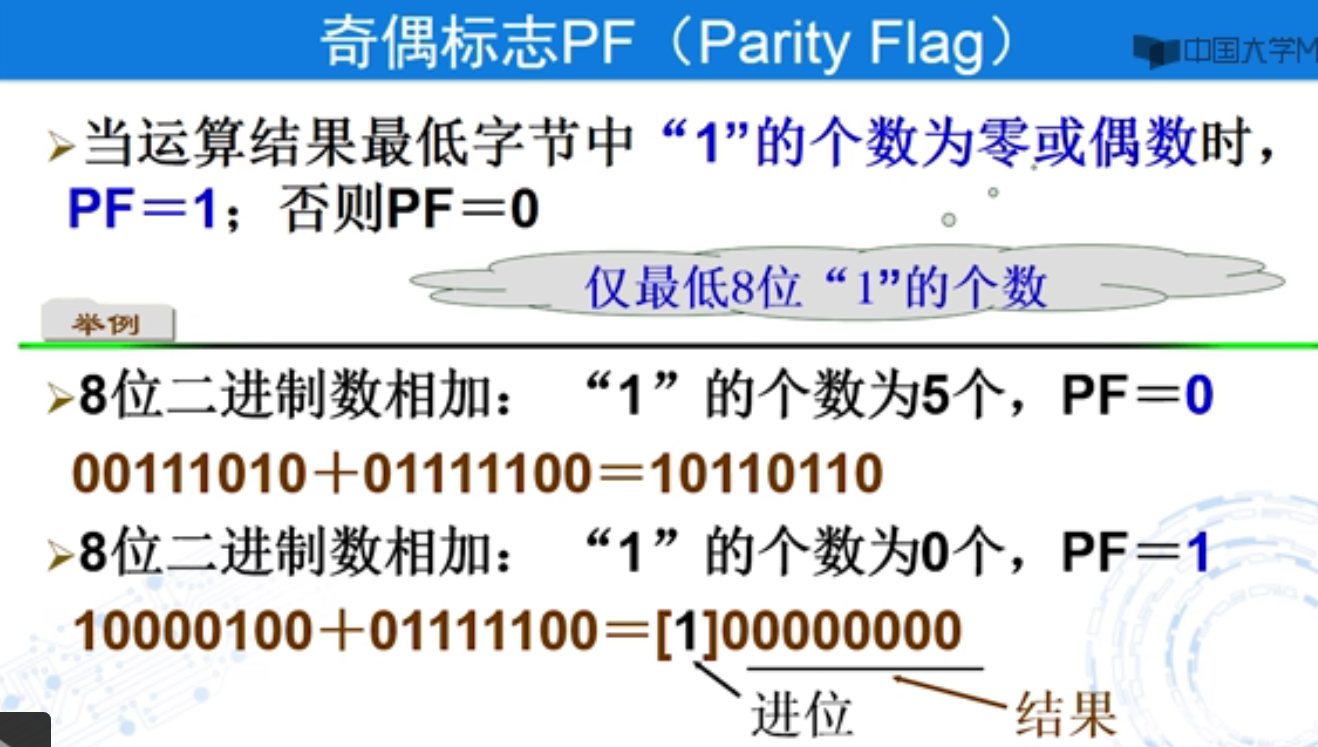 奇偶标志PF（Parity Flag）
中国大学M
当运算结果最低字节中“1”的个数为零或偶数时，
PF＝1；否则PF＝0
仅最低8位“1”的个数
举例
8位二进制数相加：“1”的个数为5个，PF＝0
00111010＋01111100＝10110110
8位二进制数相加：“1”的个数为0个，PF＝1
10000100＋01111100＝[1]00000000
进位
结果